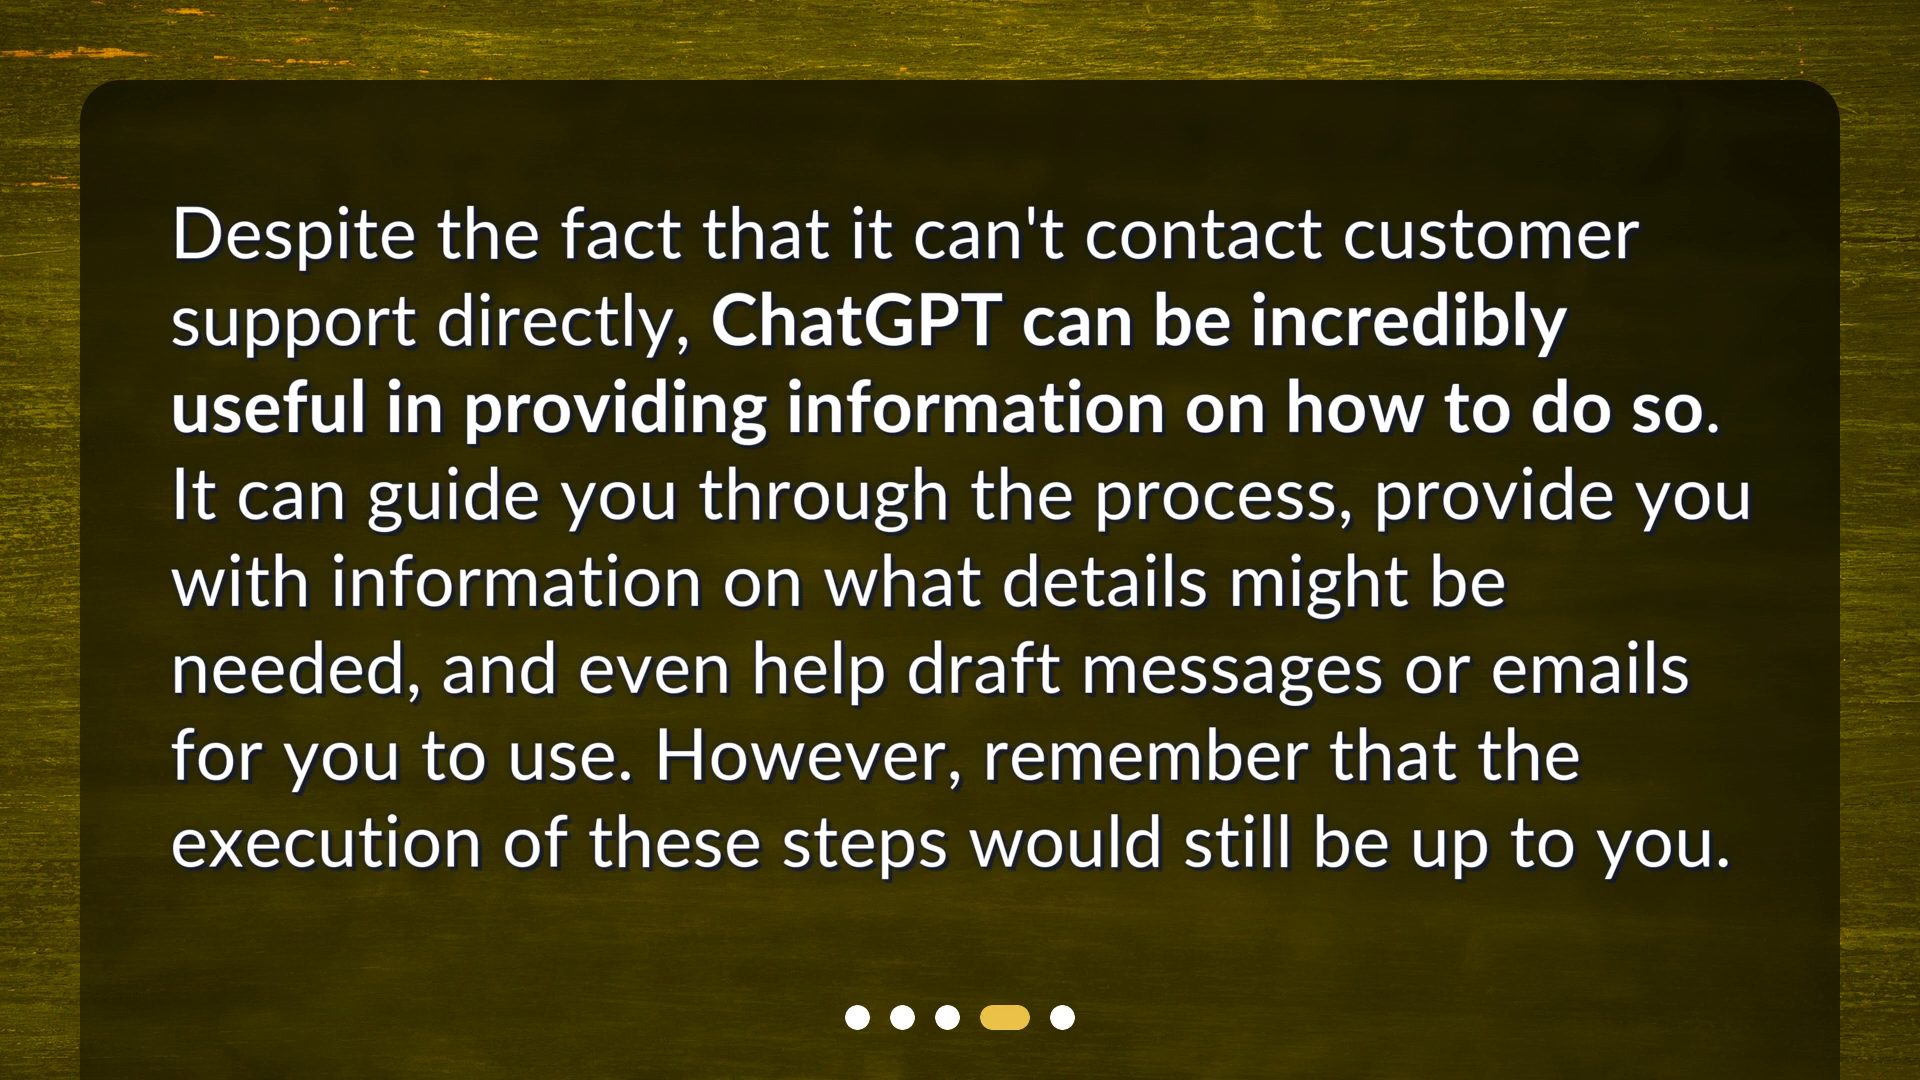 Despite the fact that it can't contact customer
support directly, ChatGPT can be incredibly
useful in providing information on how to do so.
It can guide you through the process, provide you
with information on what details might be
needed, and even help draft messages or emails
for you to use. However, remember that the
execution of these steps would still be up to you.